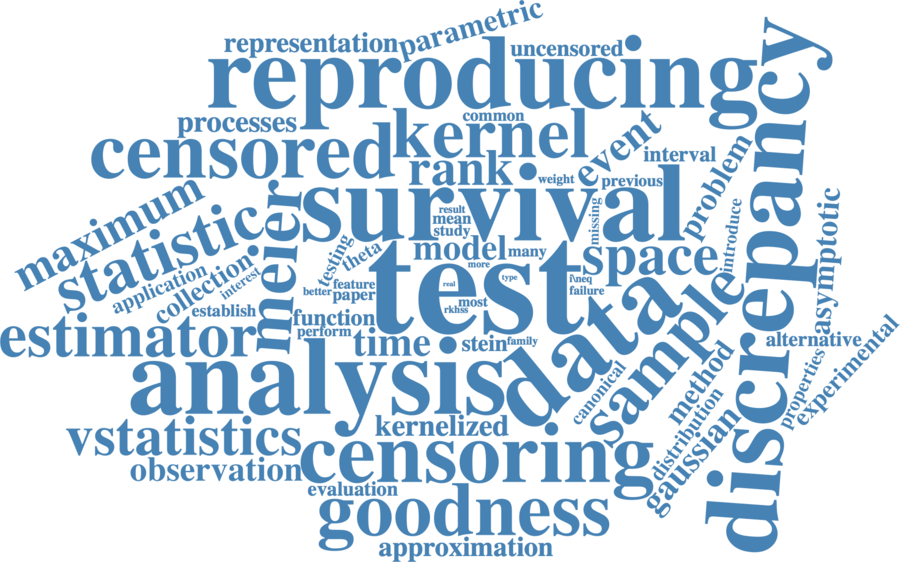 representation
parametric
uncensored
reproducing
discrepancy
common
processes
kernel
event
censored
rank
interval
problem
weight
previous
maximum
survival
missing
introduce
asymptotic
statistic
meier
result
mean
study
testing
theta
model
many
space
application
collection
interest
more
test
real
type
f\neq
failure
better
feature
paper
most
rkhss
data
sample
establish
function
perform
time
stein
family
estimator
alternative
experimental
properties
analysis
canonical
method
distribution
gaussian
kernelized
vstatistics
censoring
observation
evaluation
goodness
approximation